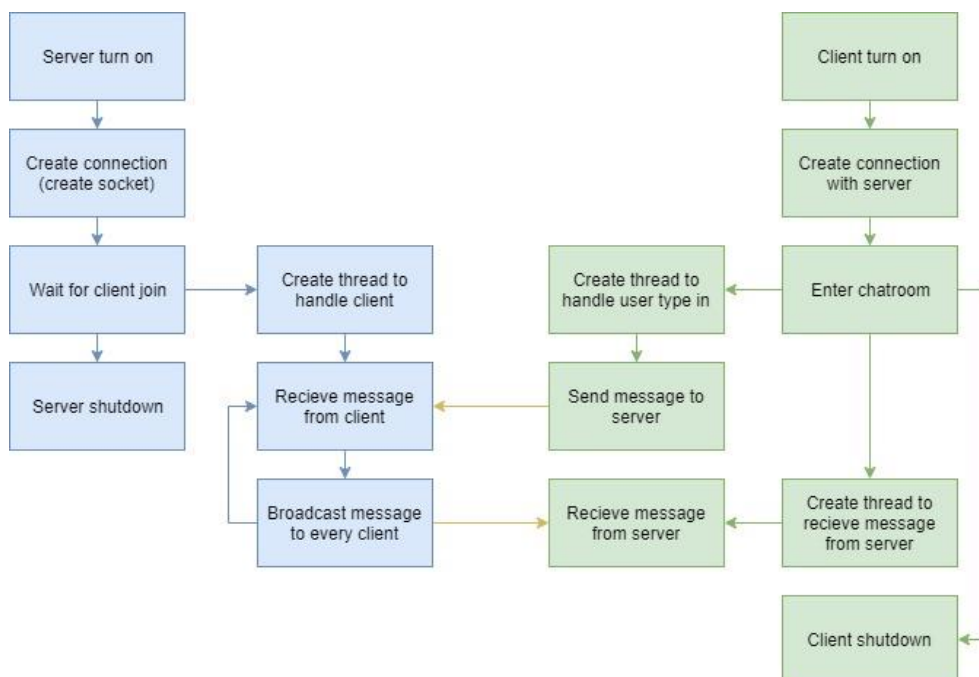 Server turn on
Client turn on
Create connection
(create socket)
Create connection
with server
Wait for client join
Create thread to
handle client
Create thread to
handle user type in
Enter chatroom
Server shutdown
Recieve message
from client
Send message to
server
Broadcast message
to every client
Recieve message
from server
Create thread to
recieve message
from server
Client shutdown